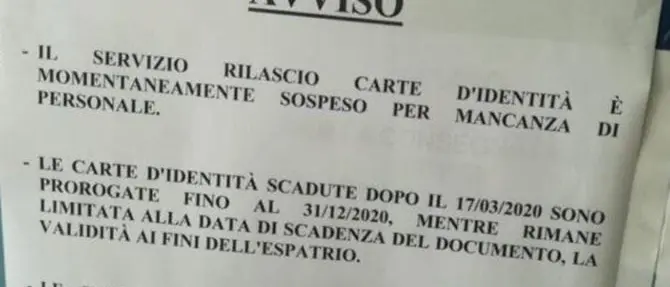 AVVISO
- IL SERVIZIO RILASCIO CARTE D'IDENTITÀ È
MOMENTANEAMENTE SOSPESO PER MANCANZA DI
PERSONALE.
- LE CARTE D'IDENTITÀ SCADUTE DOPO IL 17/03/2020 SONO
PROROGATE FINO AL 31/12/2020, MENTRE RIMANE
LIMITATA ALLA DATA DI SCADENZA DEL DOCUMENTO, LA
VALIDITÀ AI FINI DELL'ESPATRIO.
- LE